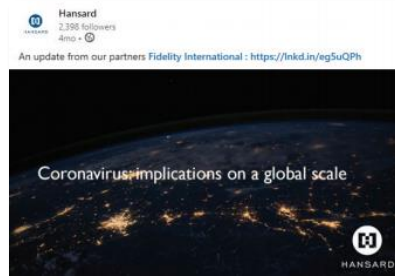 Hansard
HANSARD
2,398 followers
4mo •
An update from our partners Fidelity International : https://lnkd.in/eg5uQPh
Coronavirus: implications on a global scale
HANSARD